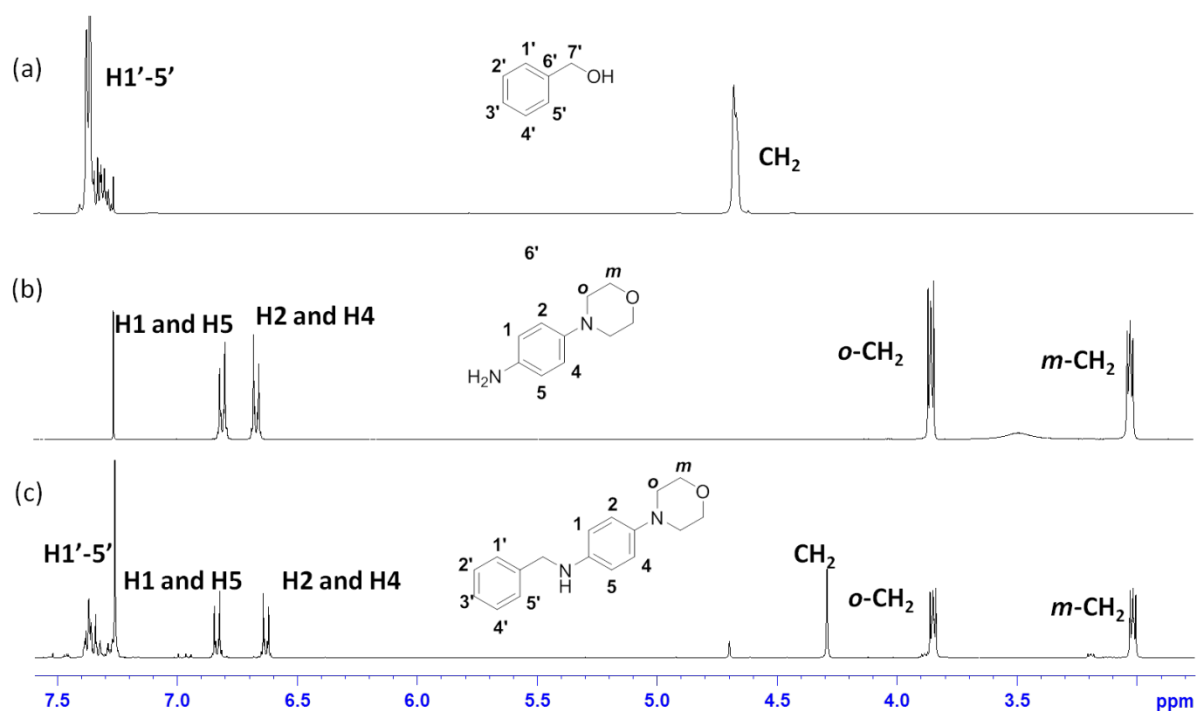 (a)
H1'-5'
1'
7'
2'
6'
OH
3'
5'
4'
CH2
6'
(b)
H1 and H5
H2 and H4
m
o
O
2
N
1
4
H2N
5
o-CH2
m-CH2
(c)
H1'-5'
H1 and H5
H2 and H4
m
o
O
2
N
1
1'
4
2'
N
H
5
3'
5'
4'
CH2
o-CH2
m-CH2
7.5 7.0 6.5 6.0 5.5 5.0 4.5 4.0 3.5 ppm